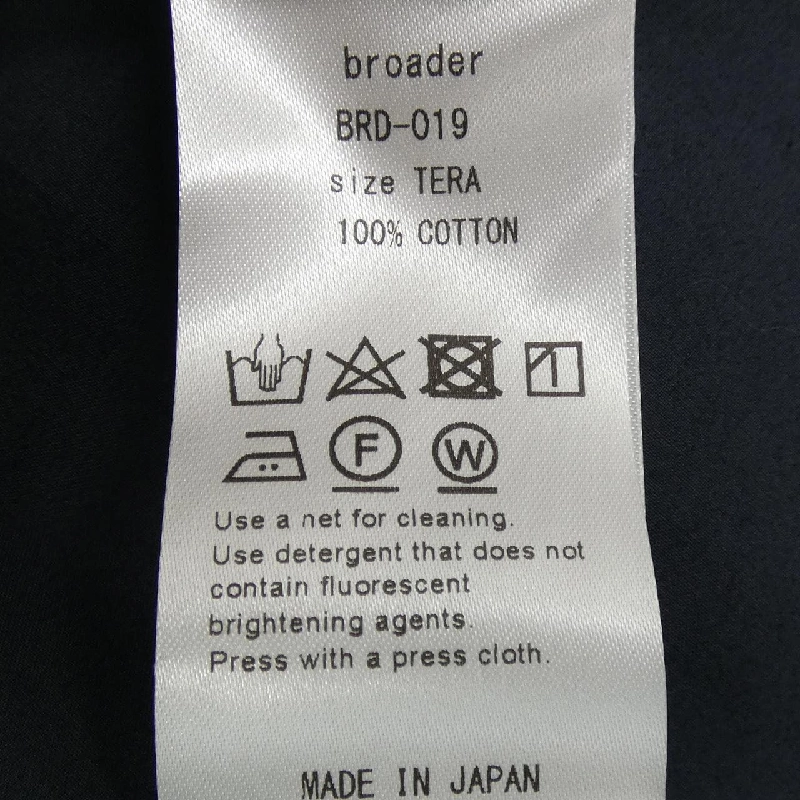 broader
BRD-019
size TERA
100% COTTON
F W
Use a net for cleaning.
Use detergent that does not
contain fluorescent
brightening agents.
Press with a press cloth.
MADE IN JAPAN